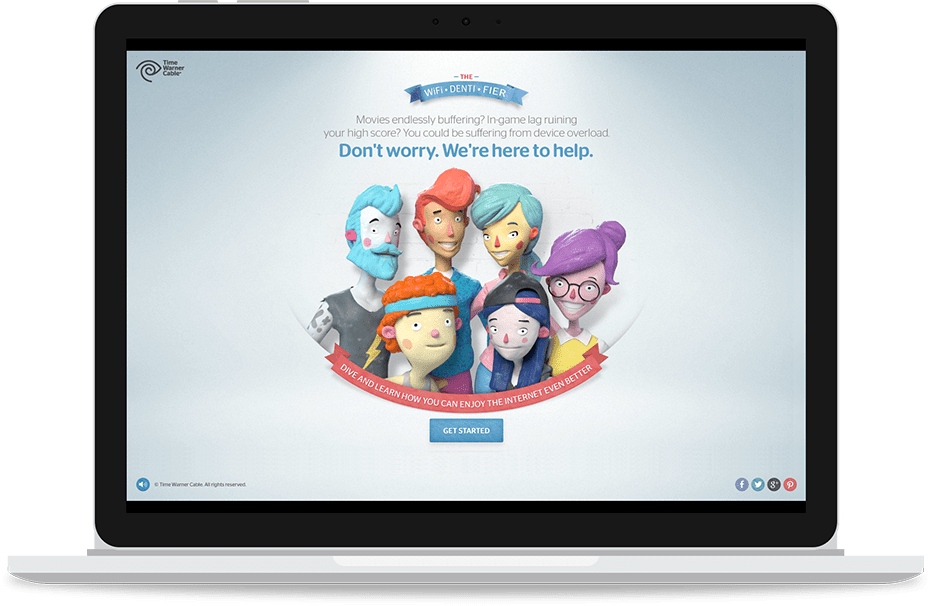 Time
Warner
Cable
THE
WiFi • DENTI • FIER
Movies endlessly buffering? In-game lag ruining
your high score? You could be suffering from device overload.
Don't worry. We're here to help.
DIVE AND LEARN HOW YOU CAN ENJOY THE INTERNET EVEN BETTER
GET STARTED
© Time Warner Cable. All rights reserved.